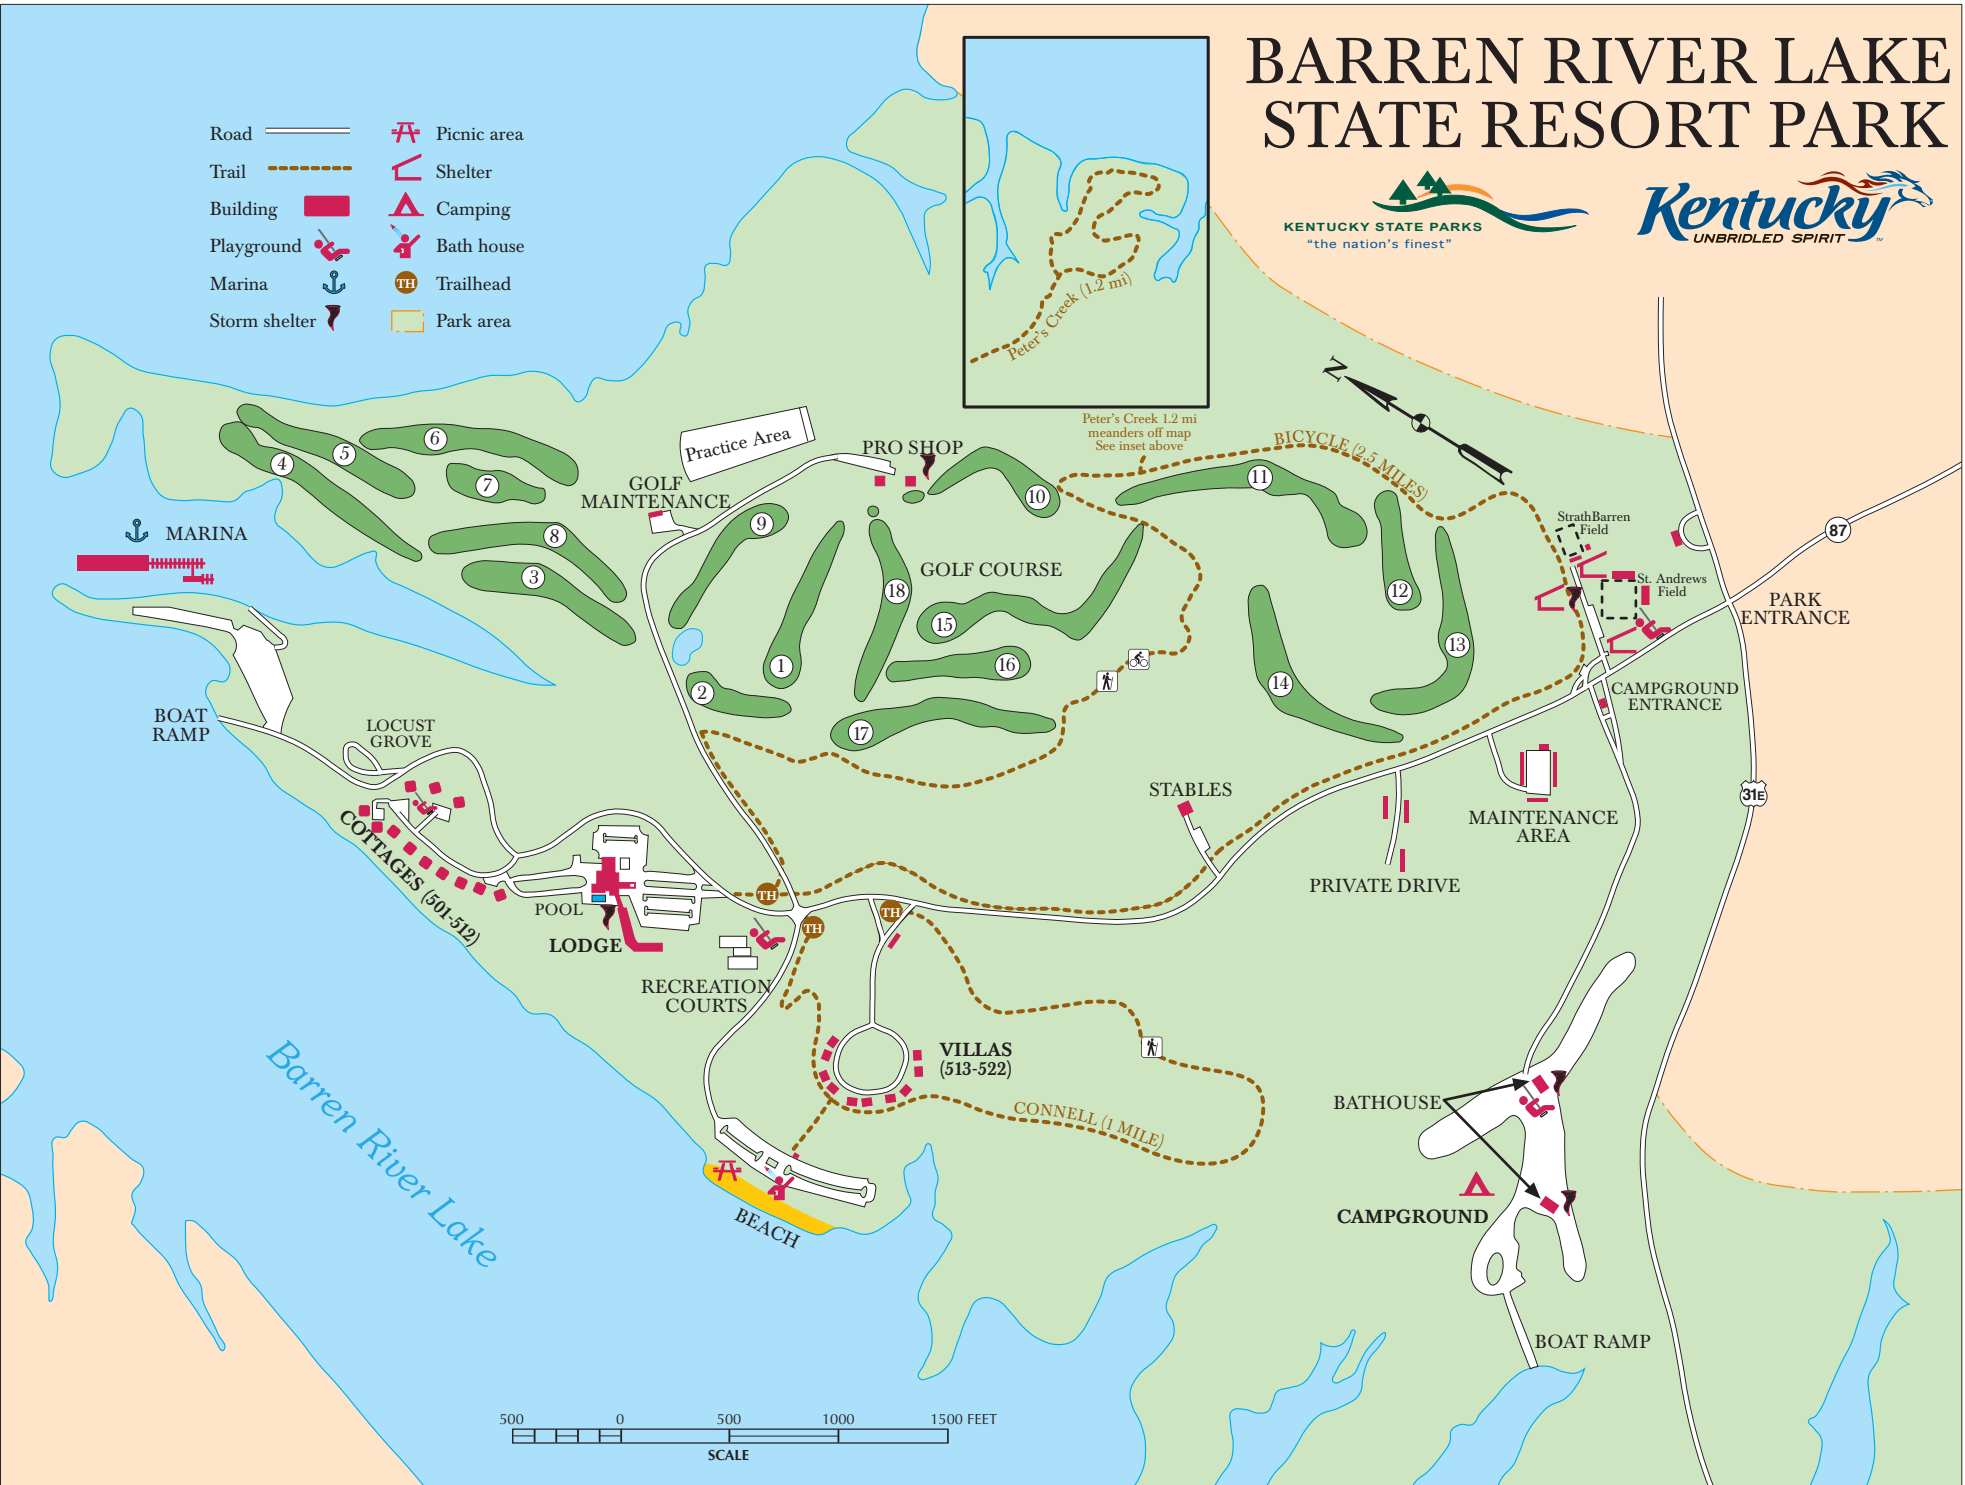 BARREN RIVER LAKE
STATE RESORT PARK
KENTUCKY STATE PARKS
"the nation's finest"
Kentucky
UNBRIDLED SPIRIT™
Road
Trail
Building
Playground
Marina
Storm shelter
Picnic area
Shelter
Camping
Bath house
TH
Trailhead
Park area
Peter's Creek (1.2 mi)
N
Peter's Creek 1.2 mi
meanders off map
See inset above
BICYCLE (2.5 MILES)
Practice Area
PRO SHOP
GOLF
MAINTENANCE
GOLF COURSE
4
5
6
7
8
3
9
10
11
12
13
14
15
16
17
18
1
2
MARINA
StrathBarren
Field
St. Andrews
Field
87
PARK
ENTRANCE
CAMPGROUND
ENTRANCE
31E
BOAT
RAMP
LOCUST
GROVE
COTTAGES (501-512)
POOL
LODGE
TH
TH
TH
RECREATION
COURTS
STABLES
PRIVATE DRIVE
MAINTENANCE
AREA
VILLAS
(513-522)
CONNELL (1 MILE)
BATHOUSE
CAMPGROUND
BOAT RAMP
BEACH
Barren River Lake
500
0
500
1000
1500 FEET
SCALE